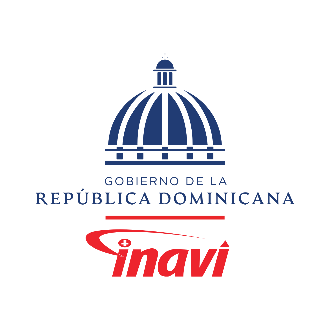 GOBIERNO DE LA
REPÚBLICA DOMINICANA
inavi